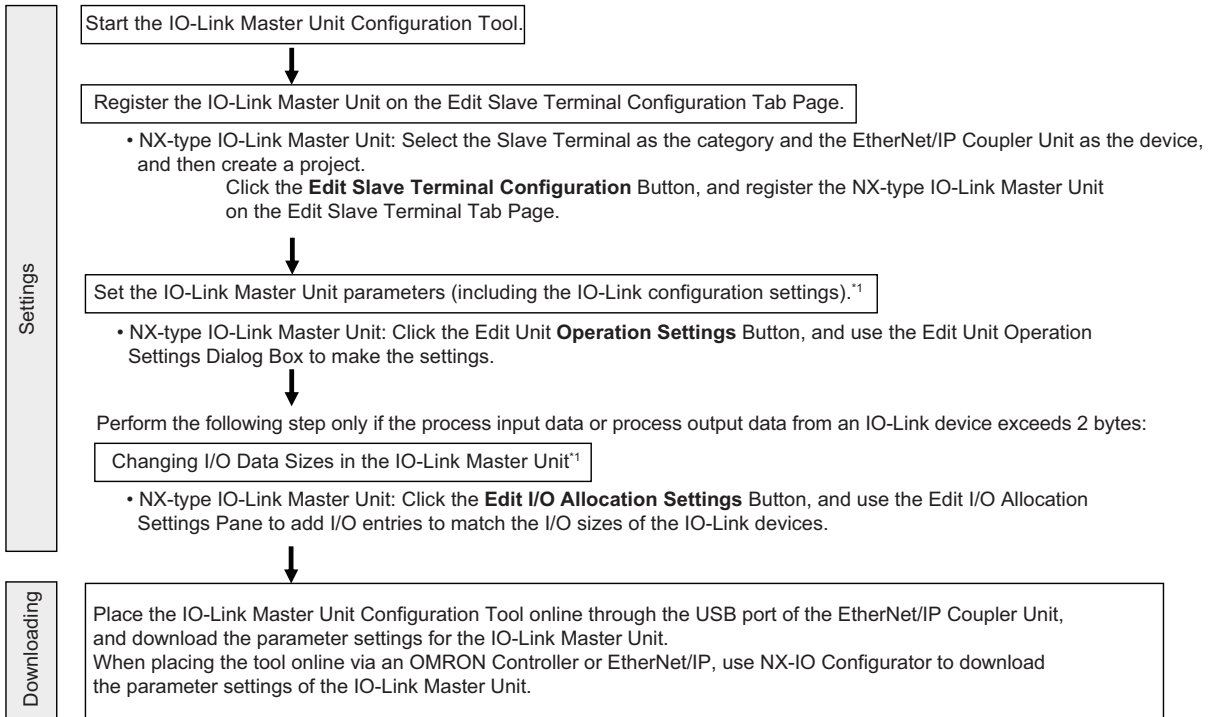 Settings
Start the IO-Link Master Unit Configuration Tool.
Register the IO-Link Master Unit on the Edit Slave Terminal Configuration Tab Page.
• NX-type IO-Link Master Unit: Select the Slave Terminal as the category and the EtherNet/IP Coupler Unit as the device,
and then create a project.
Click the Edit Slave Terminal Configuration Button, and register the NX-type IO-Link Master Unit
on the Edit Slave Terminal Tab Page.
Set the IO-Link Master Unit parameters (including the IO-Link configuration settings).*1
• NX-type IO-Link Master Unit: Click the Edit Unit Operation Settings Button, and use the Edit Unit Operation
Settings Dialog Box to make the settings.
Perform the following step only if the process input data or process output data from an IO-Link device exceeds 2 bytes:
Changing I/O Data Sizes in the IO-Link Master Unit*1
• NX-type IO-Link Master Unit: Click the Edit I/O Allocation Settings Button, and use the Edit I/O Allocation
Settings Pane to add I/O entries to match the I/O sizes of the IO-Link devices.
Downloading
Place the IO-Link Master Unit Configuration Tool online through the USB port of the EtherNet/IP Coupler Unit,
and download the parameter settings for the IO-Link Master Unit.
When placing the tool online via an OMRON Controller or EtherNet/IP, use NX-IO Configurator to download
the parameter settings of the IO-Link Master Unit.